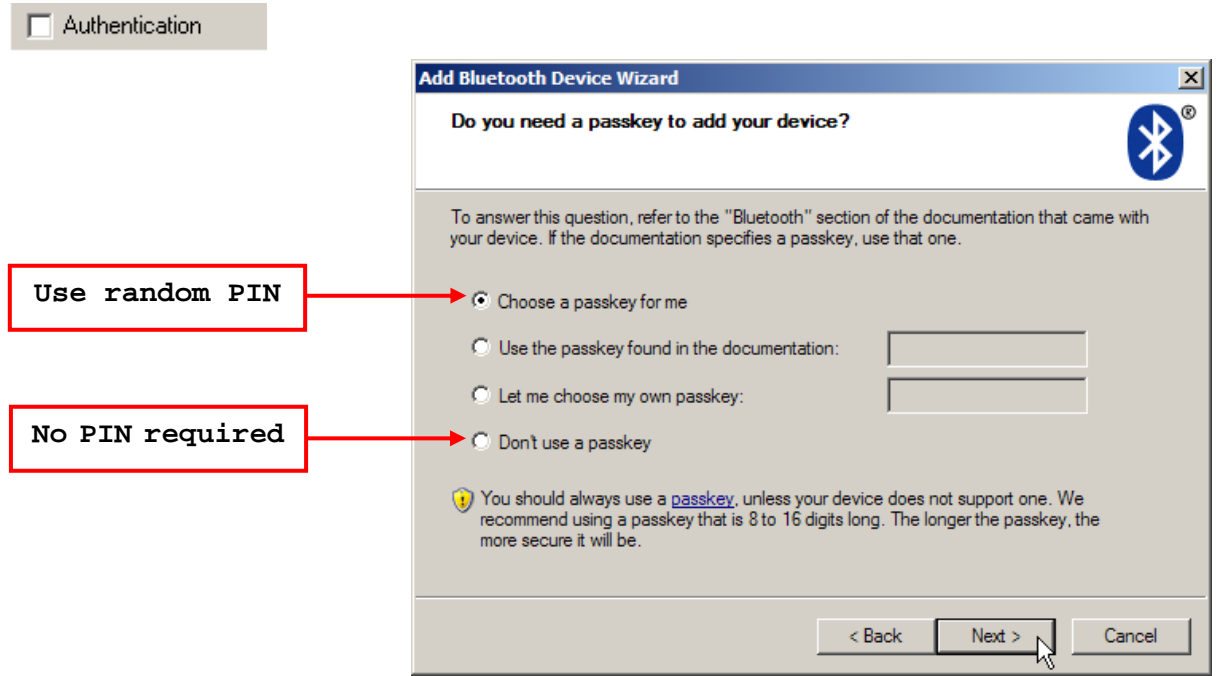 Authentication
Add Bluetooth Device Wizard
Do you need a passkey to add your device?
®
To answer this question, refer to the "Bluetooth" section of the documentation that came with
your device. If the documentation specifies a passkey, use that one.
Use random PIN
Choose a passkey for me
Use the passkey found in the documentation:
Let me choose my own passkey:
No PIN required
Don't use a passkey
You should always use a passkey, unless your device does not support one. We
recommend using a passkey that is 8 to 16 digits long. The longer the passkey, the
more secure it will be.
< Back
Next >
Cancel